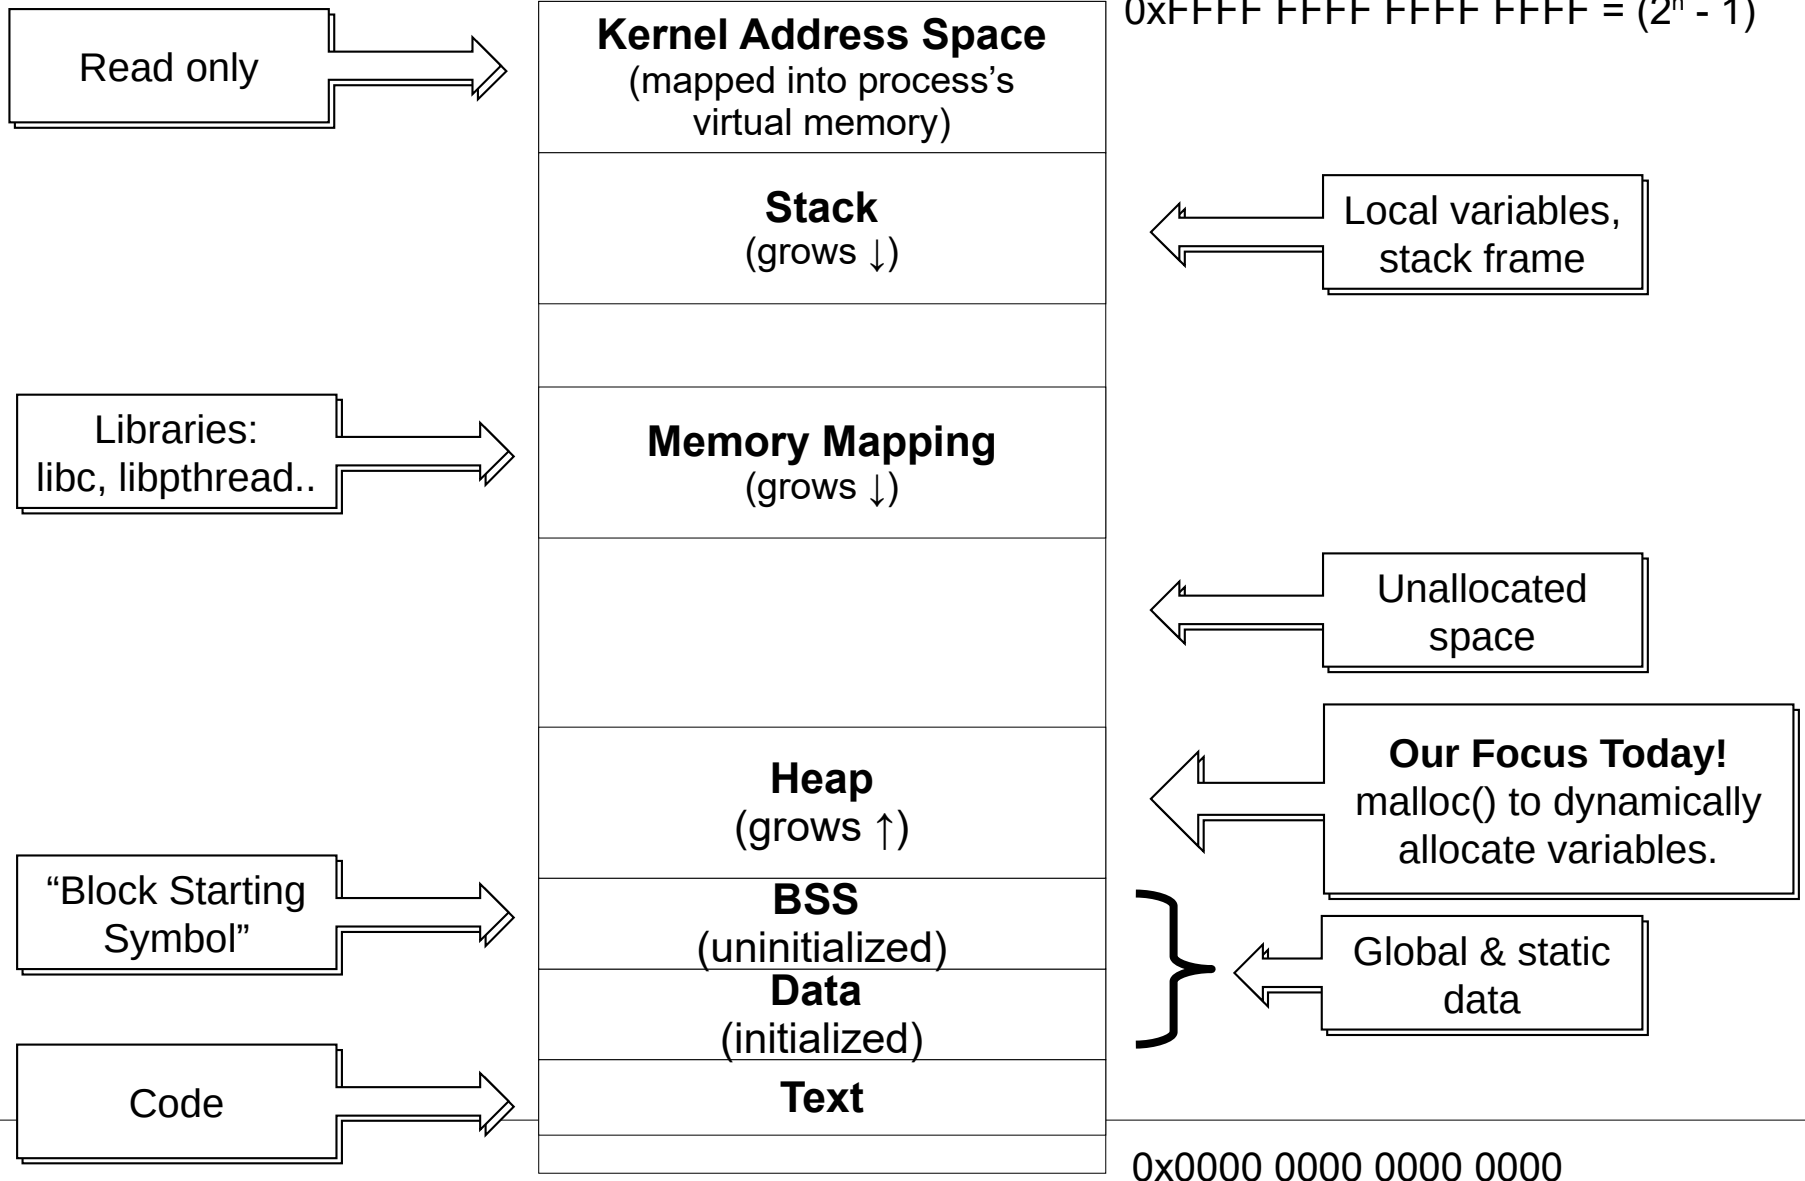 0xFFFF FFFF FFFF FFFF = (2ⁿ - 1)
Read only
Kernel Address Space
(mapped into process’s
virtual memory)
Stack
(grows ↓)
Local variables,
stack frame
Libraries:
libc, libpthread..
Memory Mapping
(grows ↓)
Unallocated
space
Heap
(grows ↑)
Our Focus Today!
malloc() to dynamically
allocate variables.
“Block Starting
Symbol”
BSS
(uninitialized)
Data
(initialized)
Global & static
data
Code
Text
0x0000 0000 0000 0000